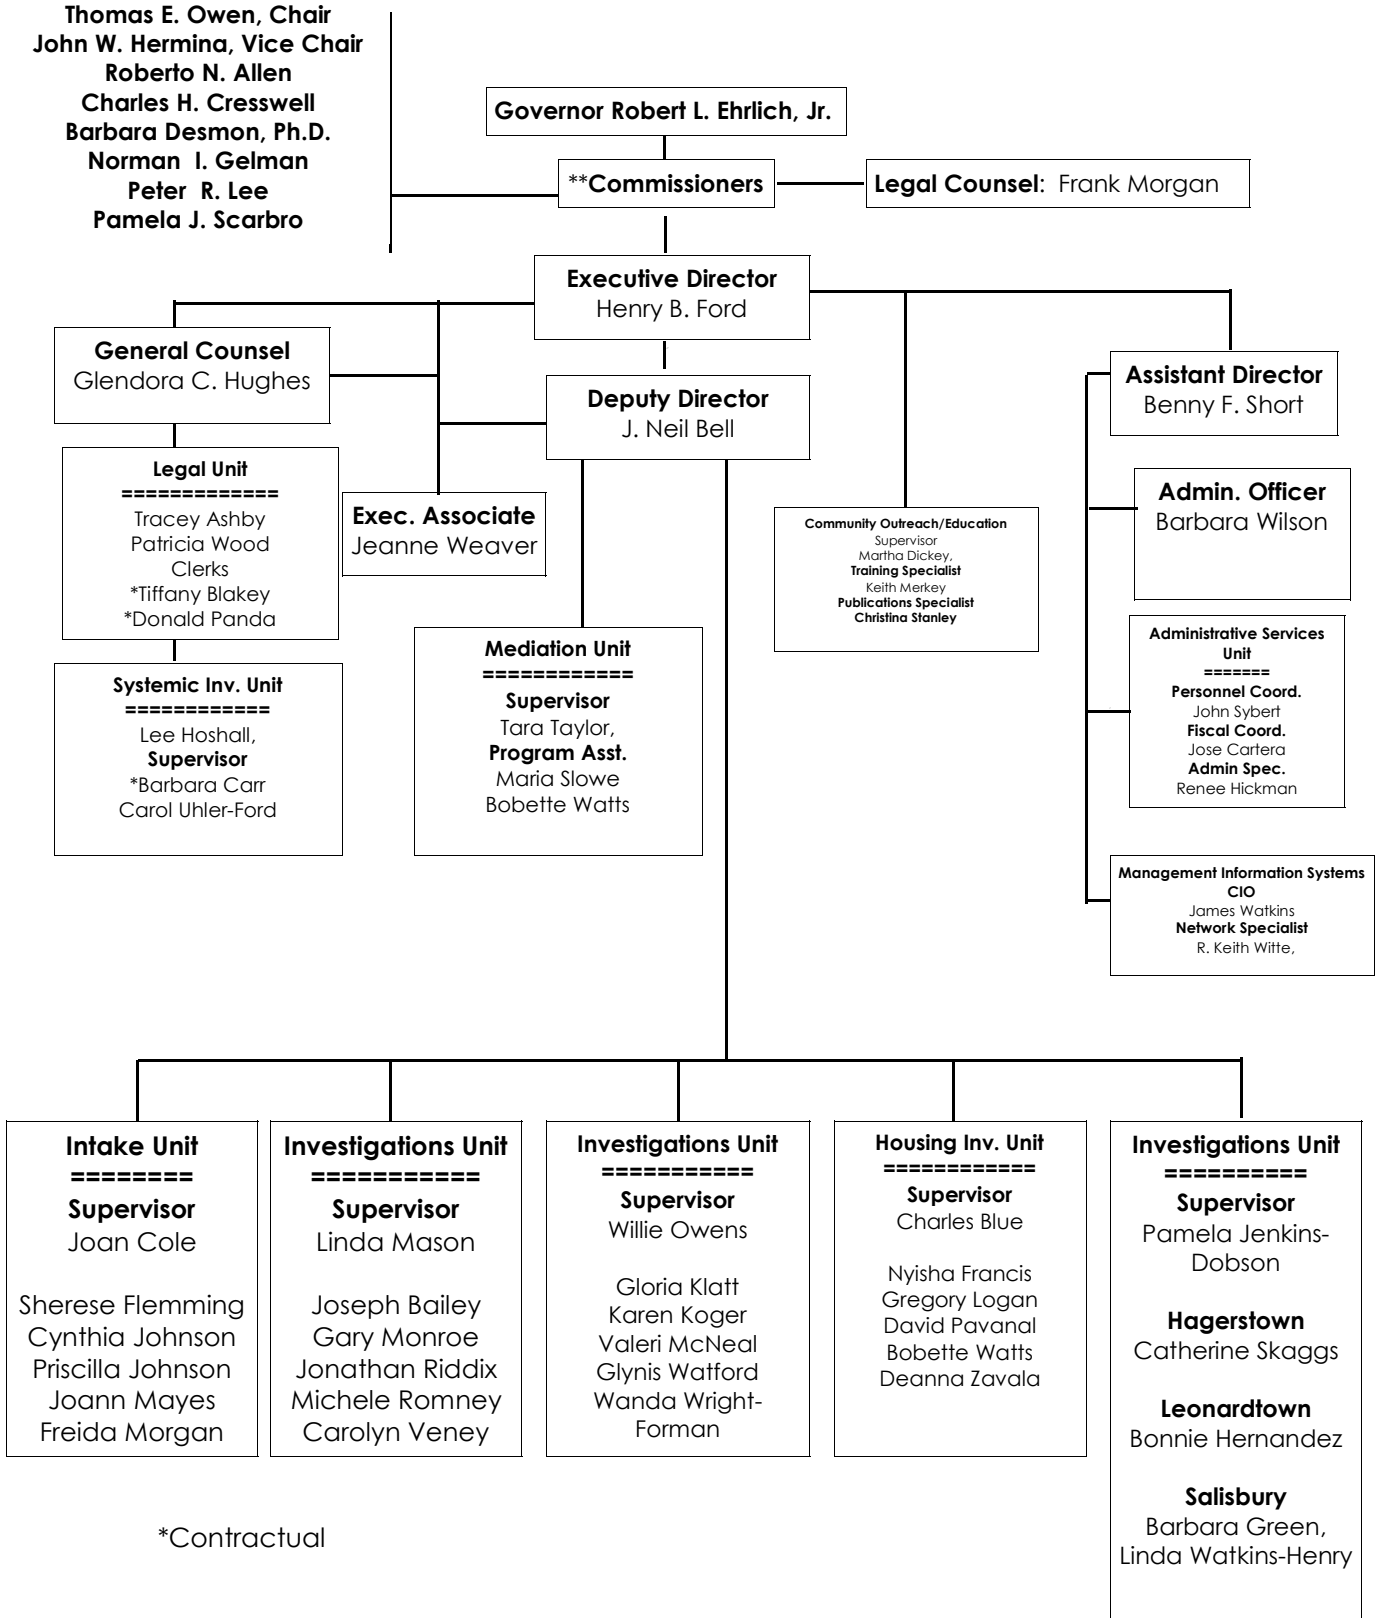 Thomas E. Owen, Chair
John W. Hermina, Vice Chair
Roberto N. Allen
Charles H. Cresswell
Barbara Desmon, Ph.D.
Norman I. Gelman
Peter R. Lee
Pamela J. Scarbro
Governor Robert L. Ehrlich, Jr.
**Commissioners
Legal Counsel: Frank Morgan
Executive Director
Henry B. Ford
General Counsel
Glendora C. Hughes
Deputy Director
J. Neil Bell
Assistant Director
Benny F. Short
Legal Unit
=============
Tracey Ashby
Patricia Wood
Clerks
*Tiffany Blakey
*Donald Panda
Exec. Associate
Jeanne Weaver
Community Outreach/Education
Supervisor
Martha Dickey,
Training Specialist
Keith Merkey
Publications Specialist
Christina Stanley
Admin. Officer
Barbara Wilson
Systemic Inv. Unit
============
Lee Hoshall,
Supervisor
*Barbara Carr
Carol Uhler-Ford
Mediation Unit
============
Supervisor
Tara Taylor,
Program Asst.
Maria Slowe
Bobette Watts
Administrative Services
Unit
=======
Personnel Coord.
John Sybert
Fiscal Coord.
Jose Cartera
Admin Spec.
Renee Hickman
Management Information Systems
CIO
James Watkins
Network Specialist
R. Keith Witte,
Intake Unit
========
Supervisor
Joan Cole
Sherese Flemming
Cynthia Johnson
Priscilla Johnson
Joann Mayes
Freida Morgan
Investigations Unit
===========
Supervisor
Linda Mason
Joseph Bailey
Gary Monroe
Jonathan Riddix
Michele Romney
Carolyn Veney
Investigations Unit
===========
Supervisor
Willie Owens
Gloria Klatt
Karen Koger
Valeri McNeal
Glynis Watford
Wanda Wright-
Forman
Housing Inv. Unit
============
Supervisor
Charles Blue
Nyisha Francis
Gregory Logan
David Pavanal
Bobette Watts
Deanna Zavala
Investigations Unit
==========
Supervisor
Pamela Jenkins-
Dobson
Hagerstown
Catherine Skaggs
Leonardtown
Bonnie Hernandez
Salisbury
Barbara Green,
Linda Watkins-Henry
*Contractual